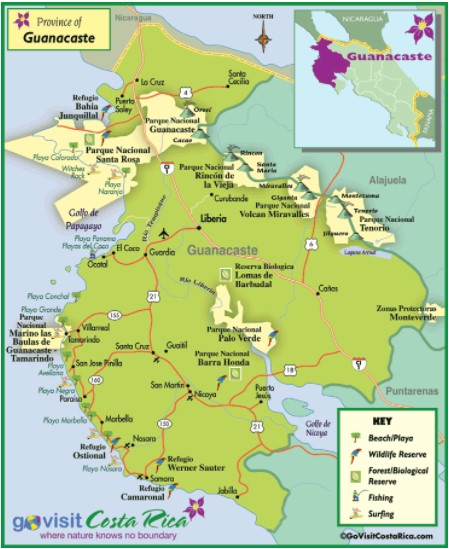 Province of
Guanacaste
Nicaragua
NORTH
NICARAGUA
Guanacaste
PANAMA
La Cruz
Santa
Cecilia
4
Refugio
Bahia
Junquillal
Puerto
Soley
Orosí
Parque Nacional
Guanacaste
Cacao
Parque Nacional
Santa Rosa
Playa Colorado
Witches
Rock
Playa
Naranjo
9
Rincon
Santa
Maria
Parque Nacional
Rincón de
la Vieja
Miravalles
Curubande
Giganta
Parque Nacional
Volcan Miravalles
Alajuela
Montezuma
Tenorio
Parque Nacional
Tenorio
Jilguero
Laguna Arenal
Golfo de
Papagayo
Rio Tempisque
Liberia
Playa Panama
Playas del Coco
El Coco
Ocotal
Guardia
Guanacaste
6
Reserva Biologica
Lomas de
Barbudal
Rio Liberia
Cañas
21
Playa Conchal
Playa Grande
155
Parque
Nacional
Marino las
Baulas de
Guanacaste -
Tamarindo
Villarreal
Tamarindo
Zonas Protectoras
Monteverde
Parque Nacional
Palo Verde
Santa Cruz
Guaitil
Playa
Avellana
San Jose Pinilla
Parque Nacional
Barra Honda
18
9
160
Playa Negra
Paraiso
San Martin
Nicoya
Puerto
Jesus
Puntarenas
Playa Marbella
Marbella
150
21
Golfo de
Nicoya
Refugio
Ostional
Nosara
Playa Nosara
Refugio
Werner Sauter
Samara
Refugio
Camaronal
Jabilla
KEY
Beach/Playa
Wildlife Reserve
Forest/Biological
Reserve
Fishing
Surfing
govisit Costa Rica
where nature knows no boundary
©GoVisitCostaRica.com